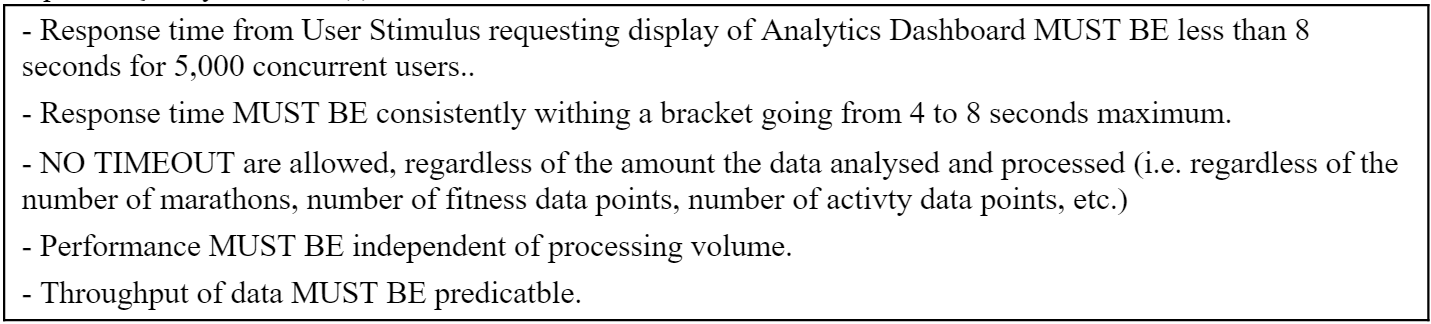 - Response time from User Stimulus requesting display of Analytics Dashboard MUST BE less than 8
seconds for 5,000 concurrent users..
- Response time MUST BE consistently withing a bracket going from 4 to 8 seconds maximum.
- NO TIMEOUT are allowed, regardless of the amount the data analysed and processed (i.e. regardless of the
number of marathons, number of fitness data points, number of activty data points, etc.)
- Performance MUST BE independent of processing volume.
- Throughput of data MUST BE predicatble.